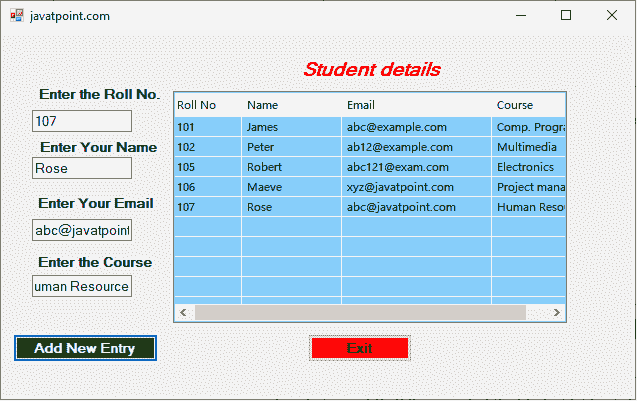 javatpoint.com
Student details
Enter the Roll No.
107
Enter Your Name
Rose
Enter Your Email
abc@javatpoint
Enter the Course
uman Resource
Roll No Name Email Course
101 James abc@example.com Comp. Progra
102 Peter ab12@example.com Multimedia
105 Robert abc121@exam.com Electronics
106 Maeve xyz@javatpoint.com Project mana
107 Rose abc@javatpoint.com Human Resou
Add New Entry Exit